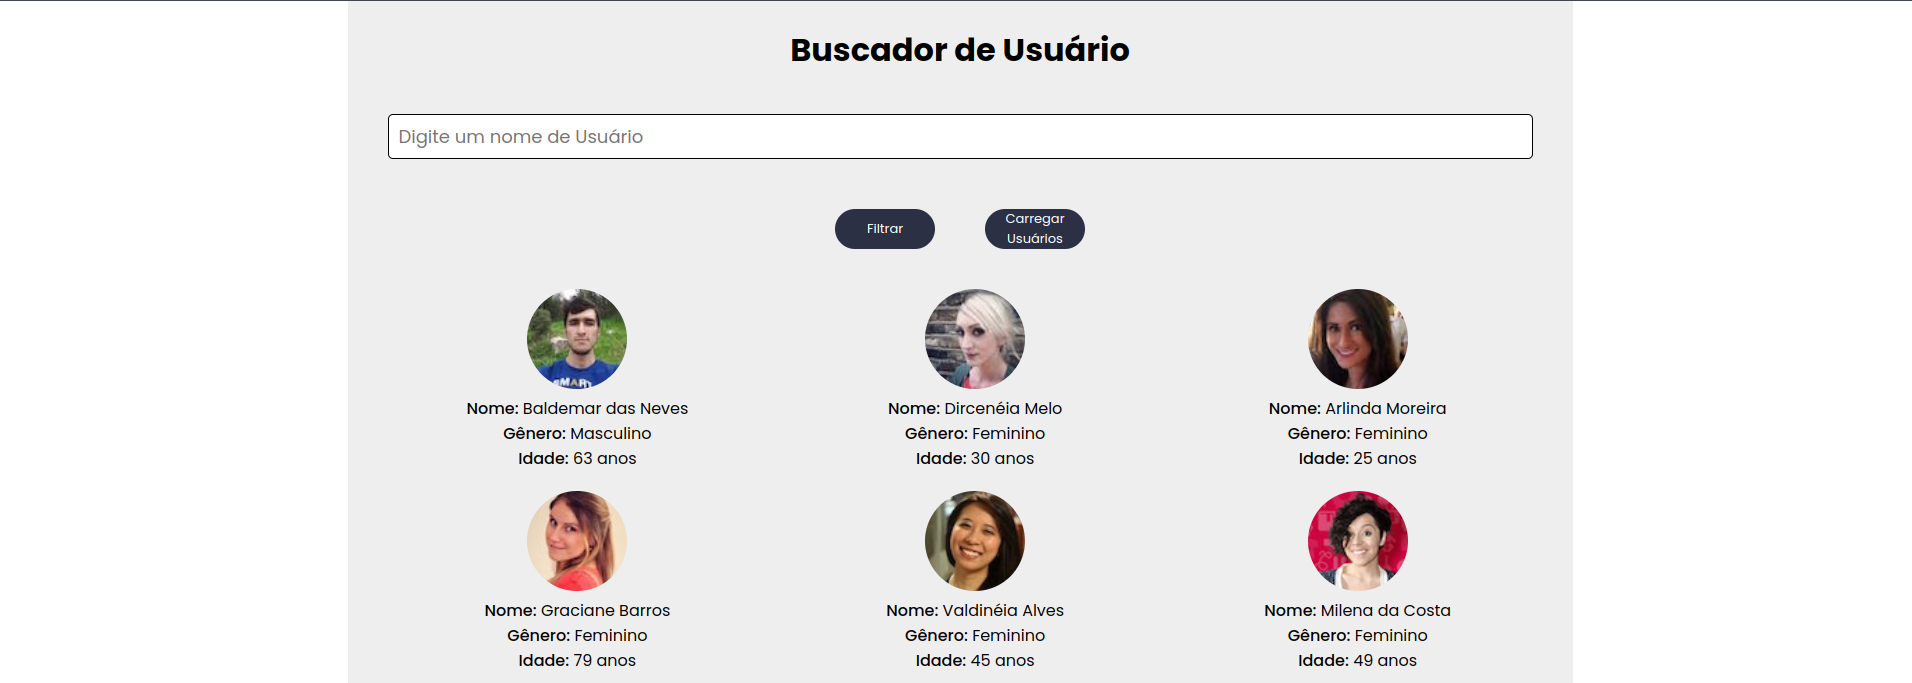 Buscador de Usuário
Digite um nome de Usuário
Filtrar
Carregar
Usuários
SMART
Nome: Baldemar das Neves
Gênero: Masculino
Idade: 63 anos
Nome: Dircenéia Melo
Gênero: Feminino
Idade: 30 anos
Nome: Arlinda Moreira
Gênero: Feminino
Idade: 25 anos
Nome: Graciane Barros
Gênero: Feminino
Idade: 79 anos
Nome: Valdinéia Alves
Gênero: Feminino
Idade: 45 anos
Nome: Milena da Costa
Gênero: Feminino
Idade: 49 anos